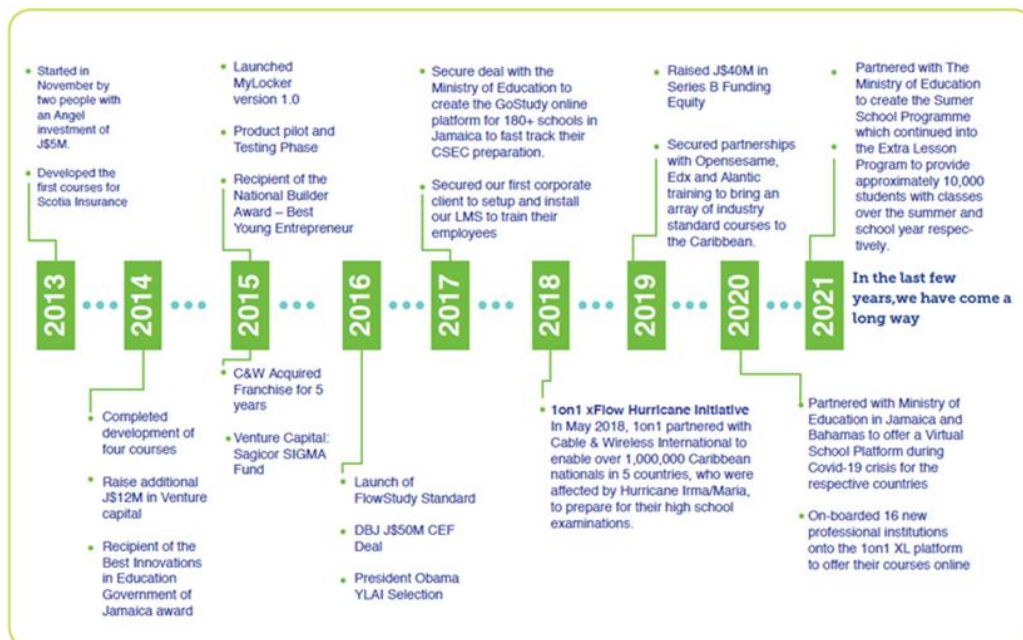 Started in
November by
two people with
an Angel
investment of
J$5M.
Developed the
first courses for
Scotia Insurance
Launched
MyLocker
version 1.0
Product pilot and
Testing Phase
Recipient of the
National Builder
Award – Best
Young Entrepreneur
Secure deal with the
Ministry of Education to
create the GoStudy online
platform for 180+ schools in
Jamaica to fast track their
CSEC preparation.
Secured our first corporate
client to setup and install
our LMS to train their
employees
Raised J$40M in
Series B Funding
Equity
Secured partnerships
with Opensesame,
Edx and Alantic
training to bring an
array of industry
standard courses to
the Caribbean.
Partnered with The
Ministry of Education
to create the Sumer
School Programme
which continued into
the Extra Lesson
Program to provide
approximately 10,000
students with classes
over the summer and
school year respec-
tively.
2013
2014
2015
2016
2017
2018
2019
2020
2021
In the last few
years,we have come a
long way
Completed
development of
four courses
Raise additional
J$12M in Venture
capital
Recipient of the
Best Innovations
in Education
Government of
Jamaica award
C&W Acquired
Franchise for 5
years
Venture Capital:
Sagicor SIGMA
Fund
Launch of
FlowStudy Standard
DBJ J$50M CEF
Deal
President Obama
YLAI Selection
1on1 xFlow Hurricane Initiative
In May 2018, 1on1 partnered with
Cable & Wireless International to
enable over 1,000,000 Caribbean
nationals in 5 countries, who were
affected by Hurricane Irma/Maria,
to prepare for their high school
examinations.
Partnered with Ministry of
Education in Jamaica and
Bahamas to offer a Virtual
School Platform during
Covid-19 crisis for the
respective countries
On-boarded 16 new
professional institutions
onto the 1on1 XL platform
to offer their courses online